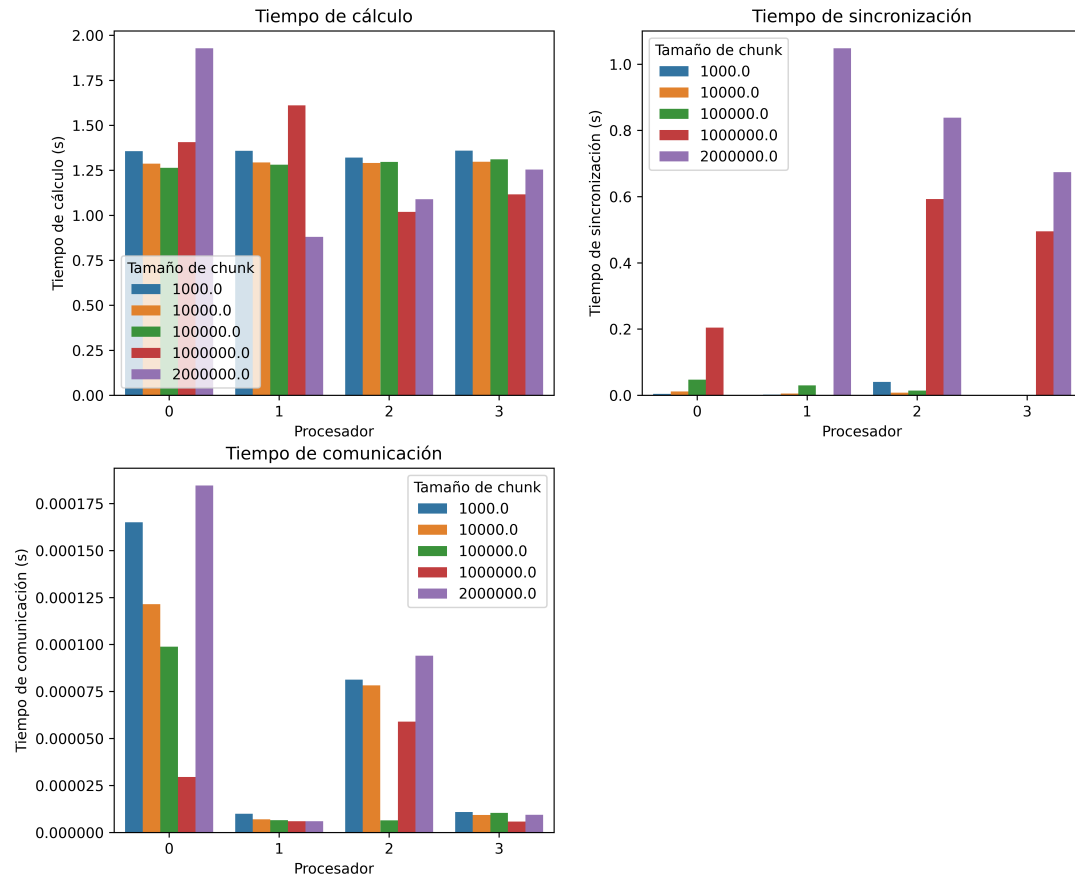 Tiempo de cálculo
Tiempo de cálculo (s)
2.00
1.75
1.50
1.25
1.00
0.75
0.50
0.25
0.00
Tamaño de chunk
1000.0
10000.0
100000.0
1000000.0
2000000.0
0 1 2 3
Procesador
Tiempo de sincronización
Tiempo de sincronización (s)
1.0
0.8
0.6
0.4
0.2
0.0
Tamaño de chunk
1000.0
10000.0
100000.0
1000000.0
2000000.0
0 1 2 3
Procesador
Tiempo de comunicación
Tiempo de comunicación (s)
0.000175
0.000150
0.000125
0.000100
0.000075
0.000050
0.000025
0.000000
Tamaño de chunk
1000.0
10000.0
100000.0
1000000.0
2000000.0
0 1 2 3
Procesador